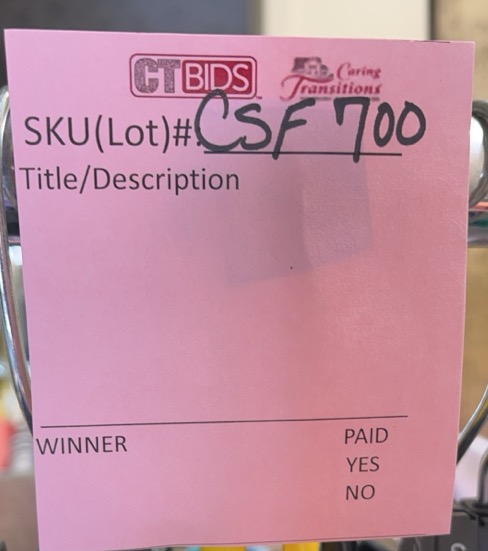 CTBIDS Caring
Transitions
SKU(Lot)#: CSF 700
Title/Description
WINNER PAID
YES
NO